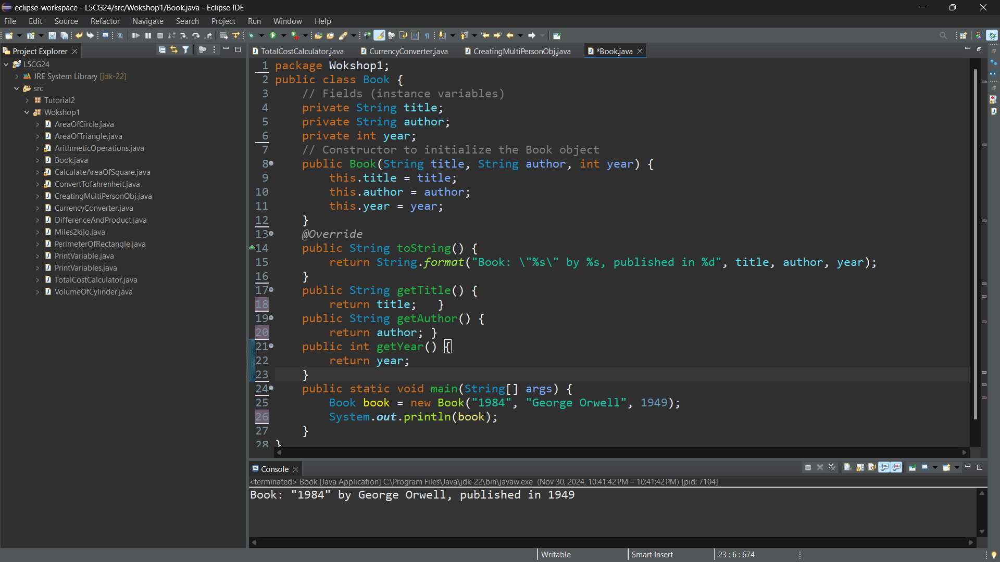 eclipse-workspace - L5CG24/src/Wokshop1/Book.java - Eclipse IDE
File Edit Source Refactor Navigate Search Project Run Window Help
Project Explorer
L5CG24
JRE System Library [jdk-22]
src
Tutorial2
Wokshop1
AreaOfCircle.java
AreaOfTriangle.java
ArithmeticOperations.java
Book.java
CalculateAreaOfSquare.java
ConvertTofahrenheit.java
CreatingMultiPersonObj.java
CurrencyConverter.java
DifferenceAndProduct.java
Miles2kilo.java
PerimeterOfRectangle.java
PrintVariable.java
PrintVariables.java
TotalCostCalculator.java
VolumeOfCylinder.java
TotalCostCalculator.java CurrencyConverter.java CreatingMultiPersonObj.java *Book.java
1 package Wokshop1;
2 public class Book {
3     // Fields (instance variables)
4     private String title;
5     private String author;
6     private int year;
7     // Constructor to initialize the Book object
8     public Book(String title, String author, int year) {
9         this.title = title;
10         this.author = author;
11         this.year = year;
12     }
13     @Override
14     public String toString() {
15         return String.format("Book: \"%s\" by %s, published in %d", title, author, year);
16     }
17     public String getTitle() {
18         return title;   }
19     public String getAuthor() {
20         return author; }
21     public int getYear() {
22         return year;
23     }
24     public static void main(String[] args) {
25         Book book = new Book("1984", "George Orwell", 1949);
26         System.out.println(book);
27     }
28 }
Console
<terminated> Book [Java Application] C:\Program Files\Java\jdk-22\bin\javaw.exe (Nov 30, 2024, 10:41:42 PM – 10:41:42 PM) [pid: 7104]
Book: "1984" by George Orwell, published in 1949
Writable Smart Insert 23 : 6 : 674